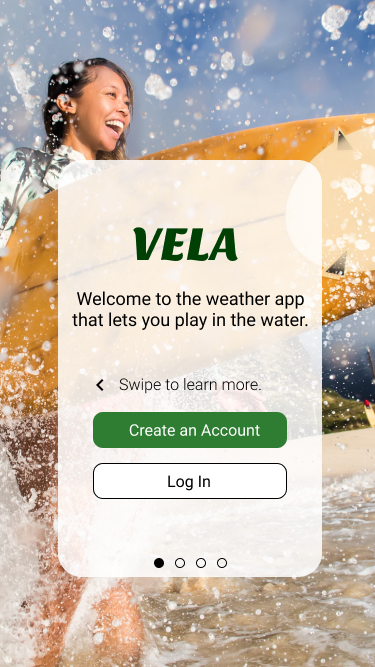 VELA
Welcome to the weather app
that lets you play in the water.
Swipe to learn more.
Create an Account
Log In